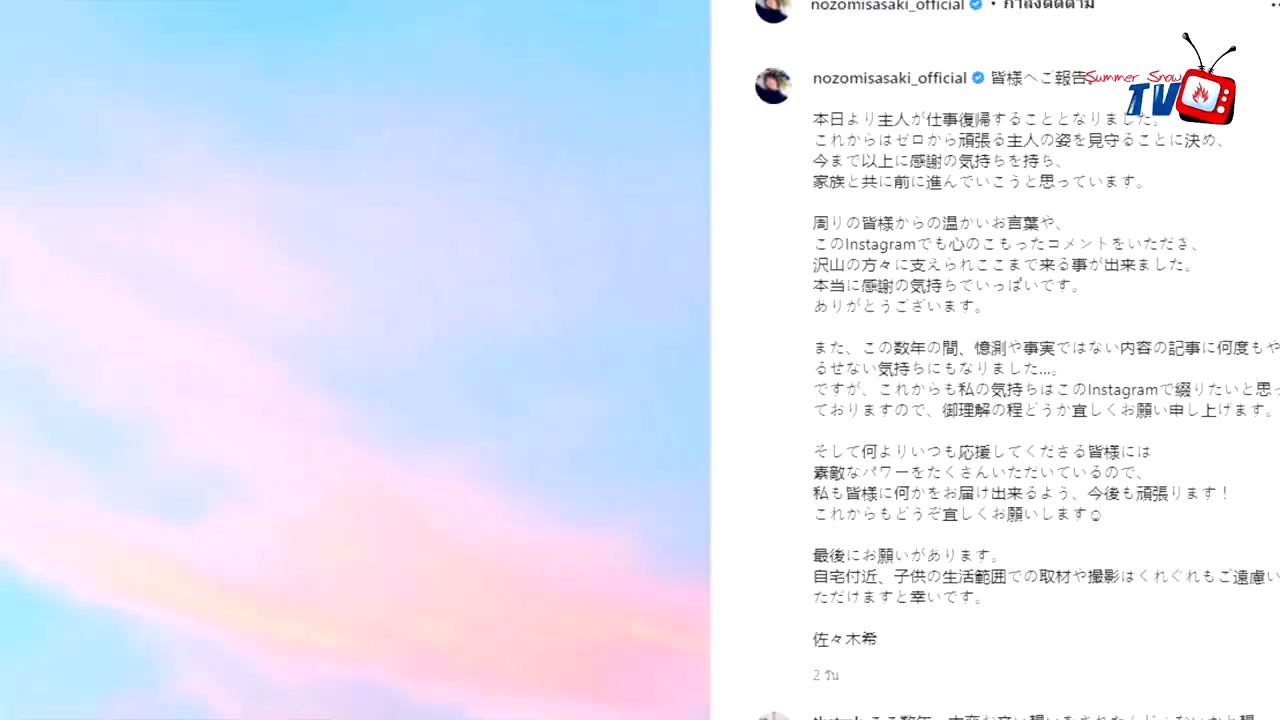 nozomisasaki_official • กำลังติดตาม
nozomisasaki_official 皆様へご報告
Summer Snow
TV
本日より主人が仕事復帰することとなりました。
これからはゼロから頑張る主人の姿を見守ることに決め、
今まで以上に感謝の気持ちを持ち、
家族と共に前に進んでいこうと思っています。
周りの皆様からの温かいお言葉や、
このInstagramでも心のこもったコメントをいただき、
沢山の方々に支えられここまで来る事が出来ました。
本当に感謝の気持ちでいっぱいです。
ありがとうございます。
また、この数年の間、憶測や事実ではない内容の記事に何度もや
るせない気持ちにもなりました...。
ですが、これからも私の気持ちはこのInstagramで綴りたいと思っ
ておりますので、御理解の程どうか宜しくお願い申し上げます。
そして何よりいつも応援してくださる皆様には
素敵なパワーをたくさんいただいているので、
私も皆様に何かをお届け出来るよう、今後も頑張ります！
これからもどうぞ宜しくお願いします☺
最後にお願いがあります。
自宅付近、子供の生活範囲での取材や撮影はくれぐれもご遠慮い
ただけますと幸いです。
佐々木希
2 วัน